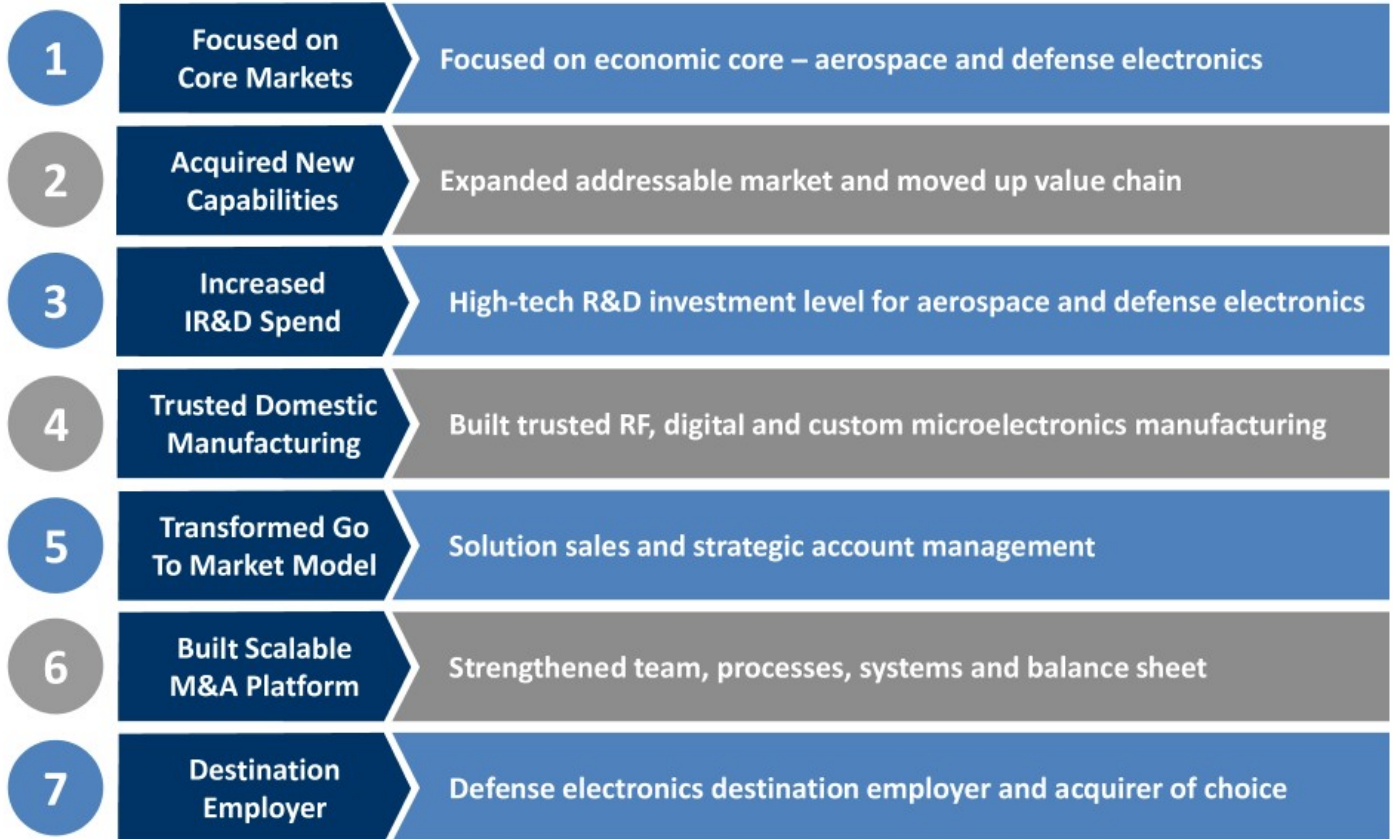 1
Focused on
Core Markets
Focused on economic core – aerospace and defense electronics
2
Acquired New
Capabilities
Expanded addressable market and moved up value chain
3
Increased
IR&D Spend
High-tech R&D investment level for aerospace and defense electronics
4
Trusted Domestic
Manufacturing
Built trusted RF, digital and custom microelectronics manufacturing
5
Transformed Go
To Market Model
Solution sales and strategic account management
6
Built Scalable
M&A Platform
Strengthened team, processes, systems and balance sheet
7
Destination
Employer
Defense electronics destination employer and acquirer of choice